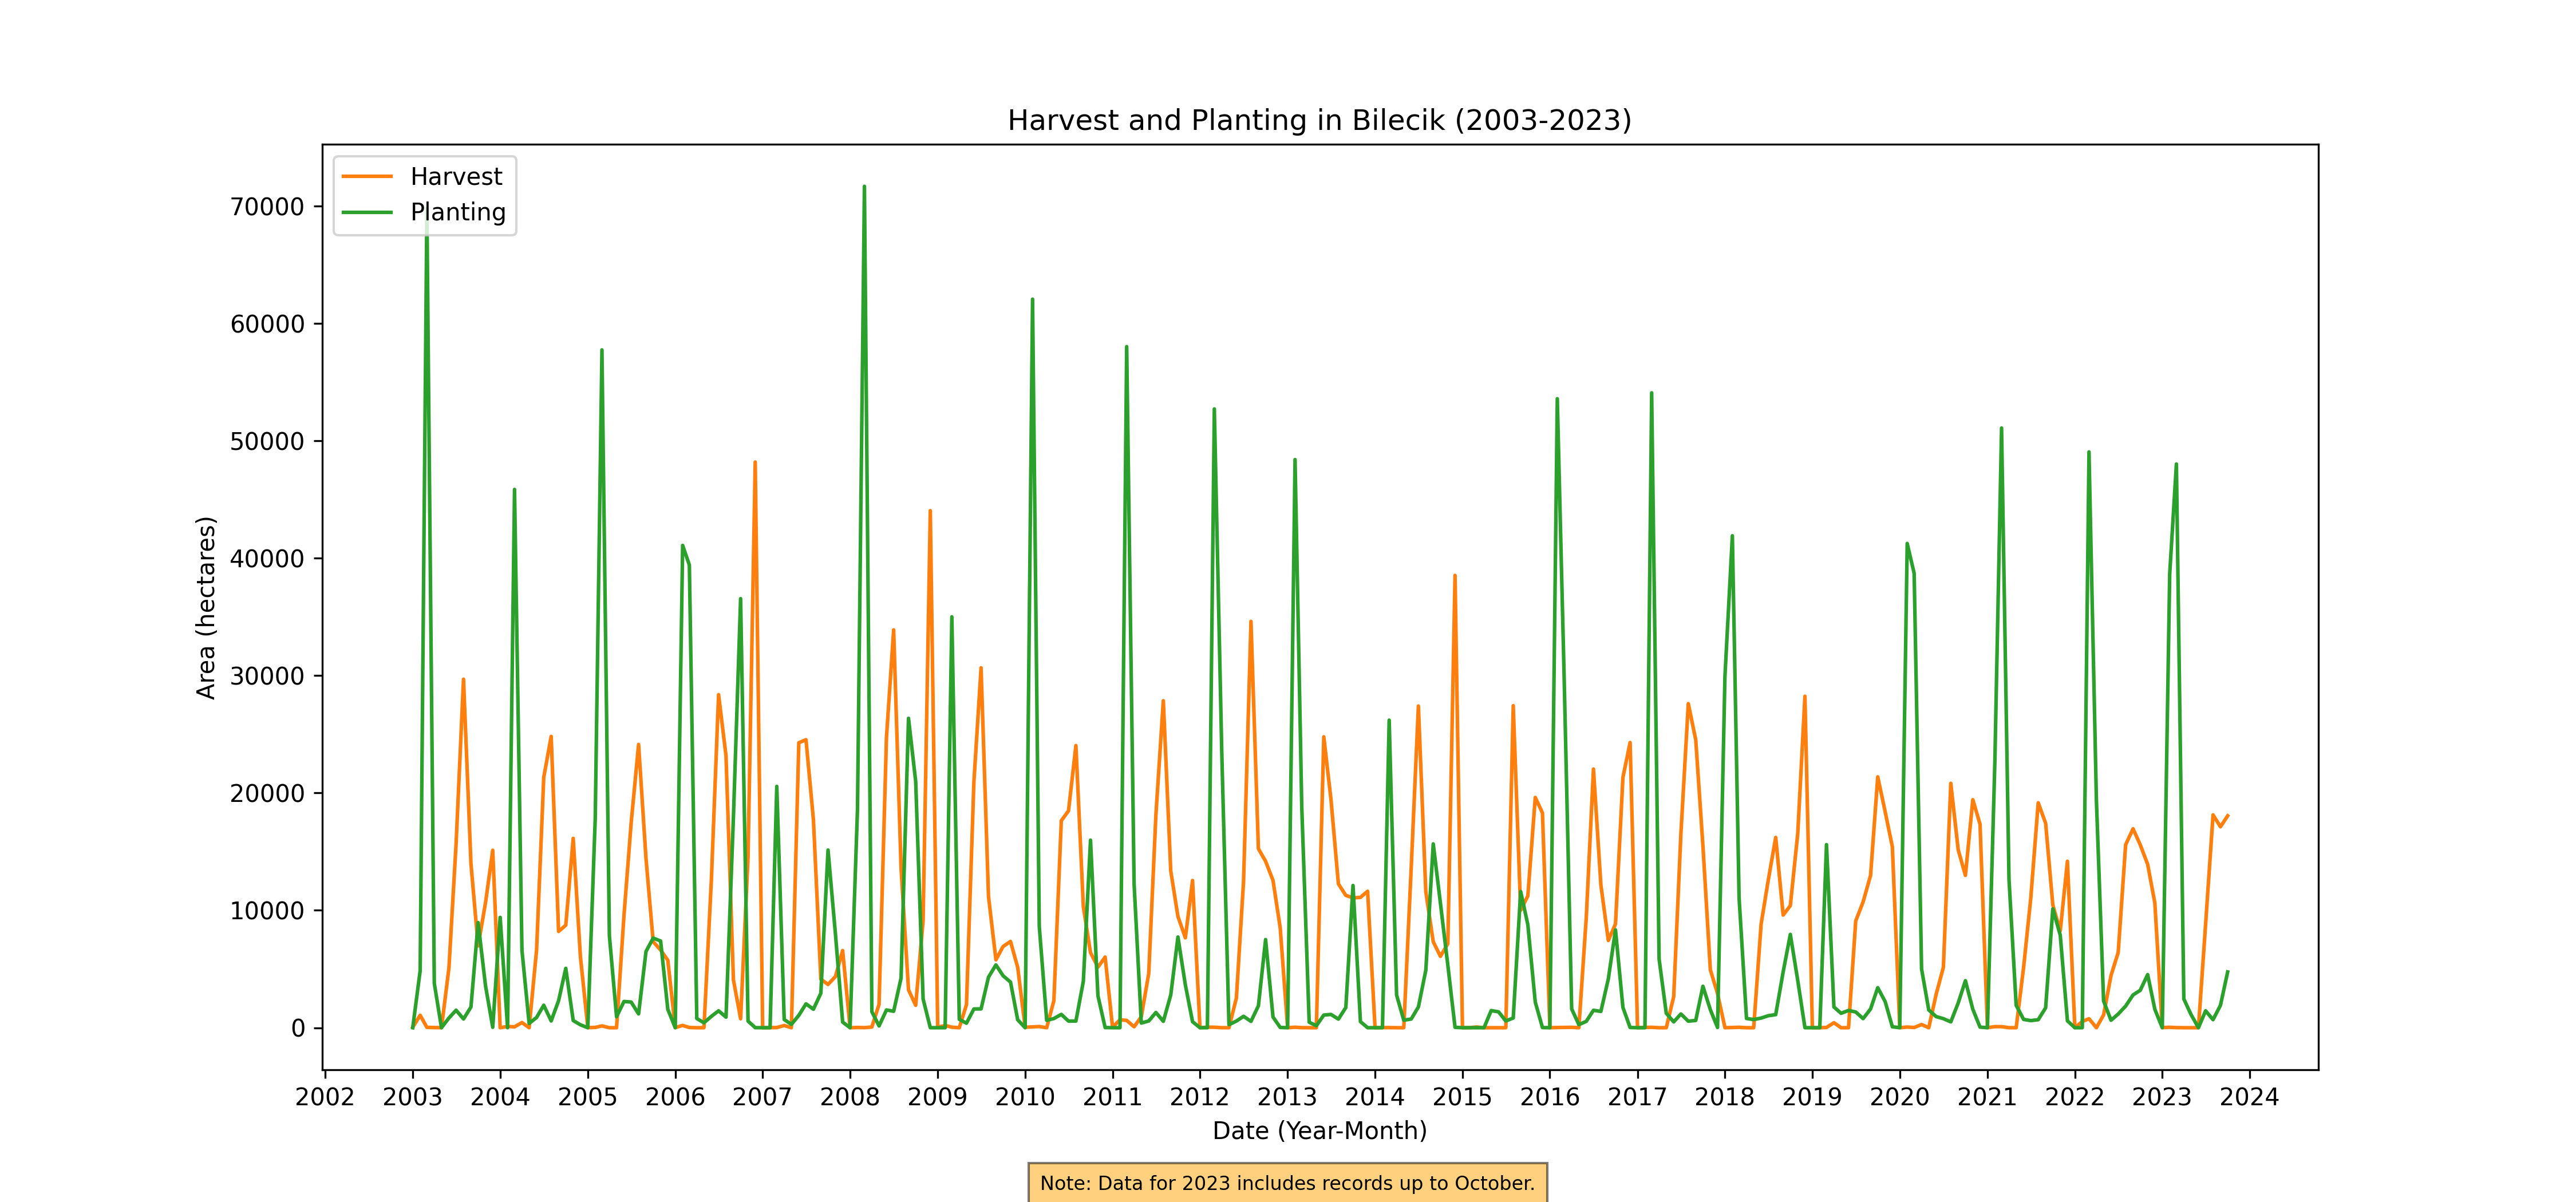 Harvest and Planting in Bilecik (2003-2023)
Harvest
Planting
70000
60000
50000
40000
30000
20000
10000
0
Area (hectares)
2002 2003 2004 2005 2006 2007 2008 2009 2010 2011 2012 2013 2014 2015 2016 2017 2018 2019 2020 2021 2022 2023 2024
Date (Year-Month)
Note: Data for 2023 includes records up to October.